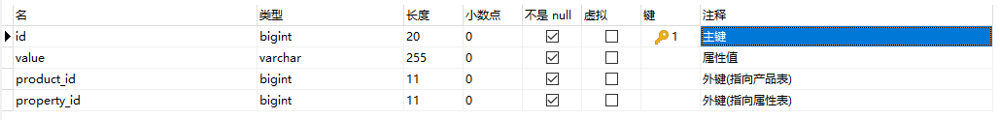 名 类型 长度 小数点 不是 null 虚拟 键 注释
id bigint 20 0 1 主键
value varchar 255 0 属性值
product_id bigint 11 0 外键(指向产品表)
property_id bigint 11 0 外键(指向属性表)